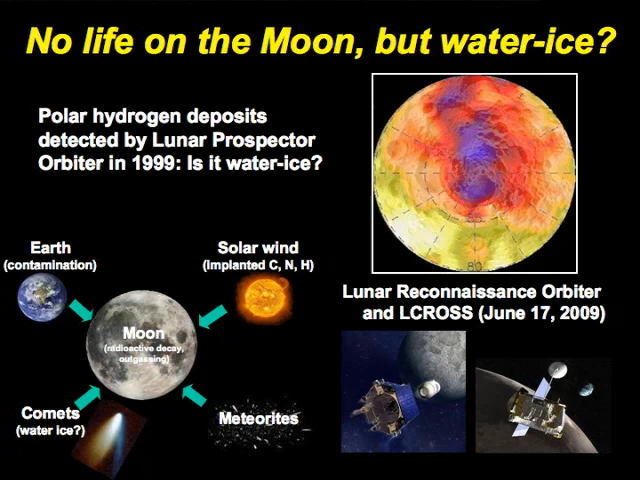 No life on the Moon, but water-ice?
Polar hydrogen deposits
detected by Lunar Prospector
Orbiter in 1999: Is it water-ice?
Earth
(contamination)
Solar wind
(implanted C, N, H)
Moon
(radioactive decay,
outgassing)
Comets
(water ice?)
Meteorites
80
Lunar Reconnaissance Orbiter
and LCROSS (June 17, 2009)